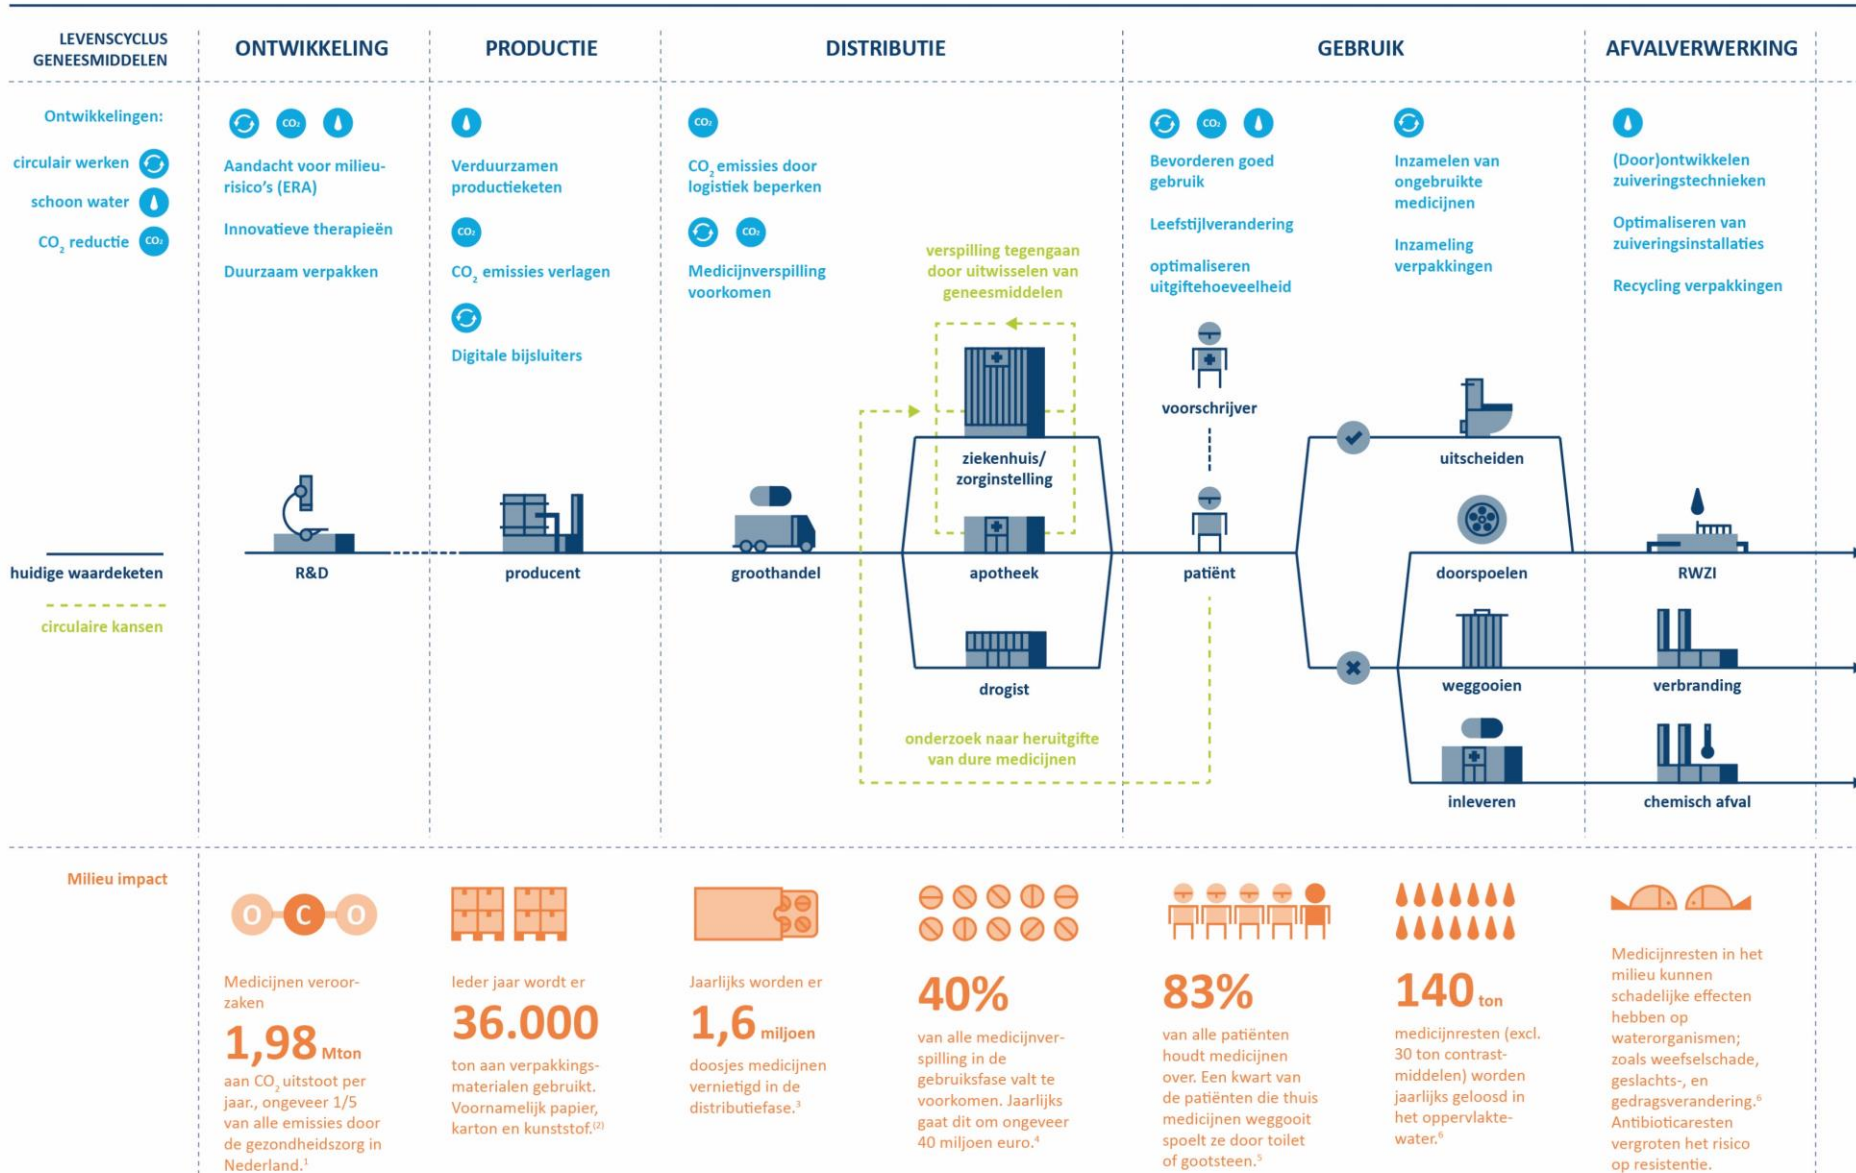 LEVENSCYCLUS
GENEESMIDDELEN
ONTWIKKELING
PRODUCTIE
DISTRIBUTIE
GEBRUIK
AFVALVERWERKING
Ontwikkelingen:
circulair werken
schoon water
CO₂ reductie
CO₂
CO₂
Aandacht voor milieu-
risico's (ERA)
Innovatieve therapieën
Duurzaam verpakken
Verduurzamen
productieketen
CO₂
CO₂ emissies verlagen
Digitale bijsluiters
CO₂
CO₂ emissies door
logistiek beperken
CO₂
Medicijnverspilling
voorkomen
verspilling tegengaan
door uitwisselen van
geneesmiddelen
CO₂
Bevorderen goed
gebruik
Leefstijlverandering
optimaliseren
uitgiftehoeveelheid
Inzamelen van
ongebruikte
medicijnen
Inzameling
verpakkingen
(Door)ontwikkelen
zuiveringstechnieken
Optimaliseren van
zuiveringsinstallaties
Recycling verpakkingen
voorschrijver
ziekenhuis/
zorginstelling
uitscheiden
huidige waardeketen
R&D
producent
groothandel
apotheek
patiënt
doorspoelen
RWZI
circulaire kansen
drogist
weggooien
verbranding
onderzoek naar heruitgifte
van dure medicijnen
inleveren
chemisch afval
Milieu impact
O C O
Medicijnen veroor-
zaken
1,98 Mton
aan CO₂ uitstoot per
jaar., ongeveer 1/5
van alle emissies door
de gezondheidszorg in
Nederland.¹
Ieder jaar wordt er
36.000
ton aan verpakkings-
materialen gebruikt.
Voornamelijk papier,
karton en kunststof.⁽²⁾
Jaarlijks worden er
1,6 miljoen
doosjes medicijnen
vernietigd in de
distributiefase.³
40%
van alle medicijnver-
spilling in de
gebruiksfase valt te
voorkomen. Jaarlijks
gaat dit om ongeveer
40 miljoen euro.⁴
83%
van alle patiënten
houdt medicijnen
over. Een kwart van
de patiënten die thuis
medicijnen weggooit
spoelt ze door toilet
of gootsteen.⁵
140 ton
medicijnresten (excl.
30 ton contrast-
middelen) worden
jaarlijks geloosd in
het oppervlakte-
water.⁶
Medicijnresten in het
milieu kunnen
schadelijke effecten
hebben op
waterorganismen;
zoals weefselschade,
geslachts-, en
gedragsverandering.⁶
Antibioticaresten
vergroten het risico
op resistentie.